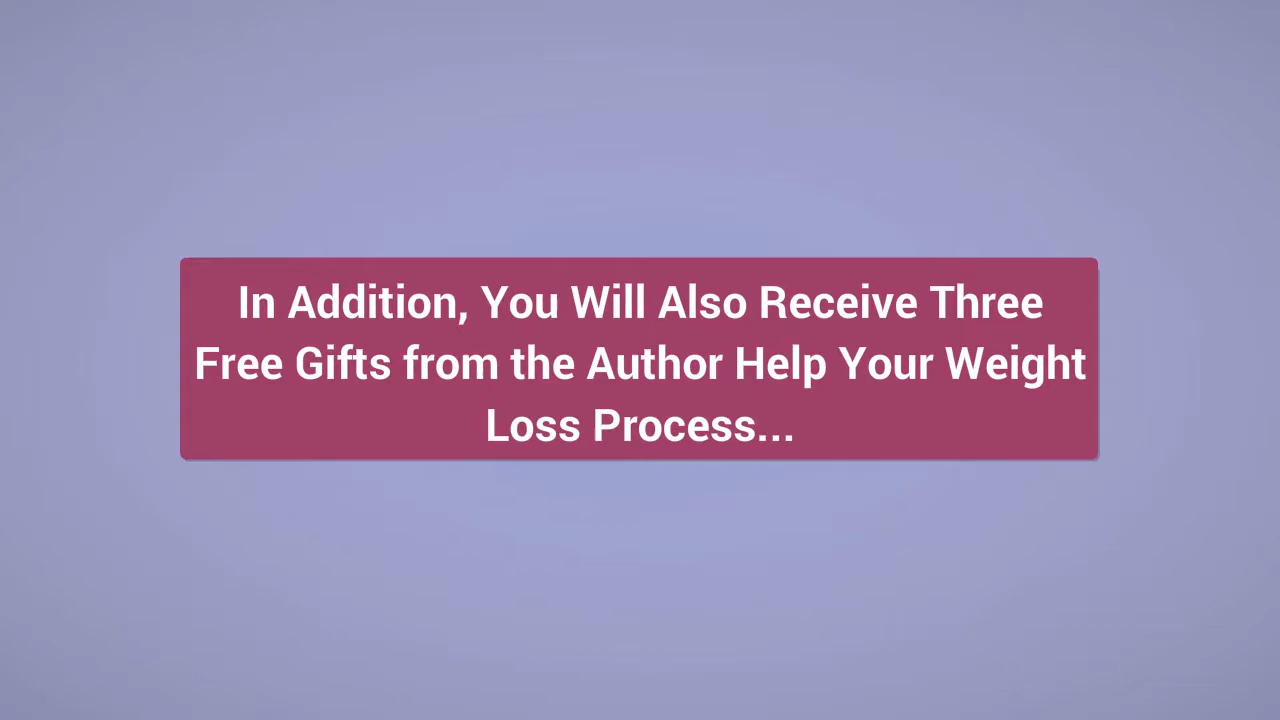 In Addition, You Will Also Receive Three
Free Gifts from the Author Help Your Weight
Loss Process...